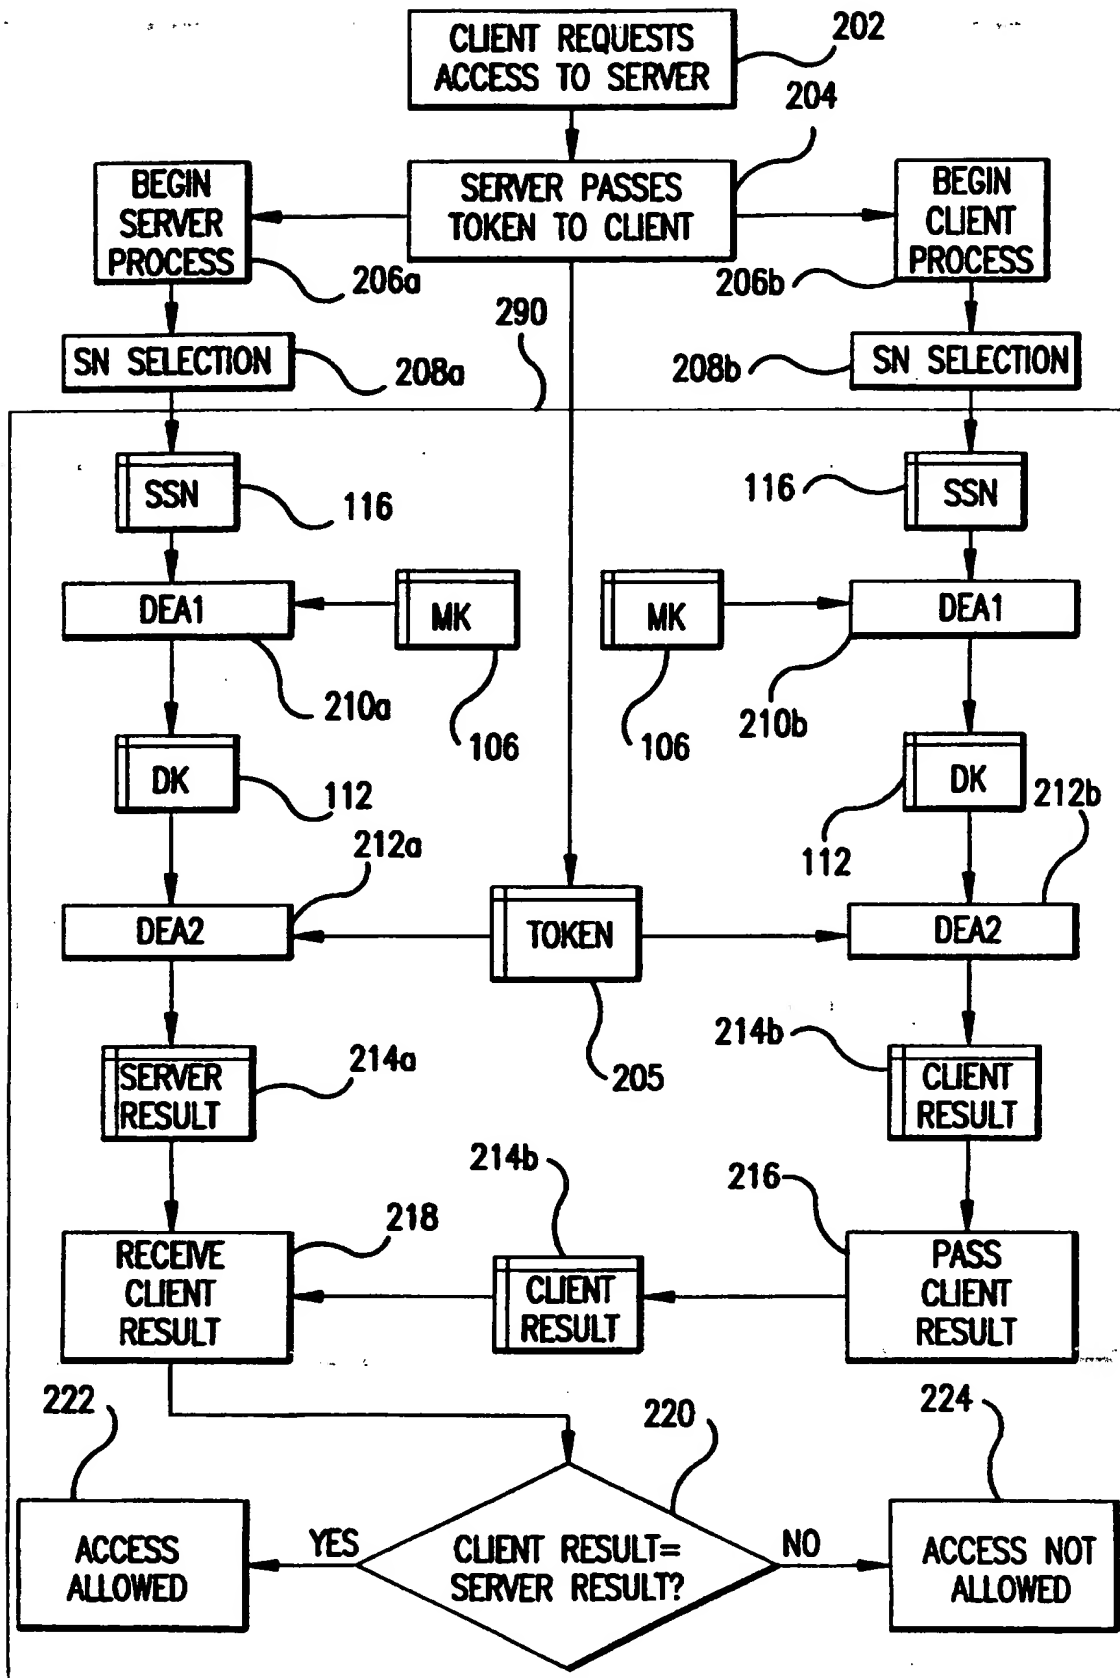 CLIENT REQUESTS
ACCESS TO SERVER
202
204
SERVER PASSES
TOKEN TO CLIENT
BEGIN
SERVER
PROCESS
206a
BEGIN
CLIENT
PROCESS
206b
290
SN SELECTION
208a
208b
SN SELECTION
SSN
116
116
SSN
DEA1
MK
MK
DEA1
210a
106
106
210b
DK
112
DK
112
212b
212a
DEA2
TOKEN
DEA2
205
SERVER
RESULT
214a
214b
CLIENT
RESULT
214b
216
218
RECEIVE
CLIENT
RESULT
CLIENT
RESULT
PASS
CLIENT
RESULT
222
220
224
ACCESS
ALLOWED
YES
CLIENT RESULT=
SERVER RESULT?
NO
ACCESS NOT
ALLOWED